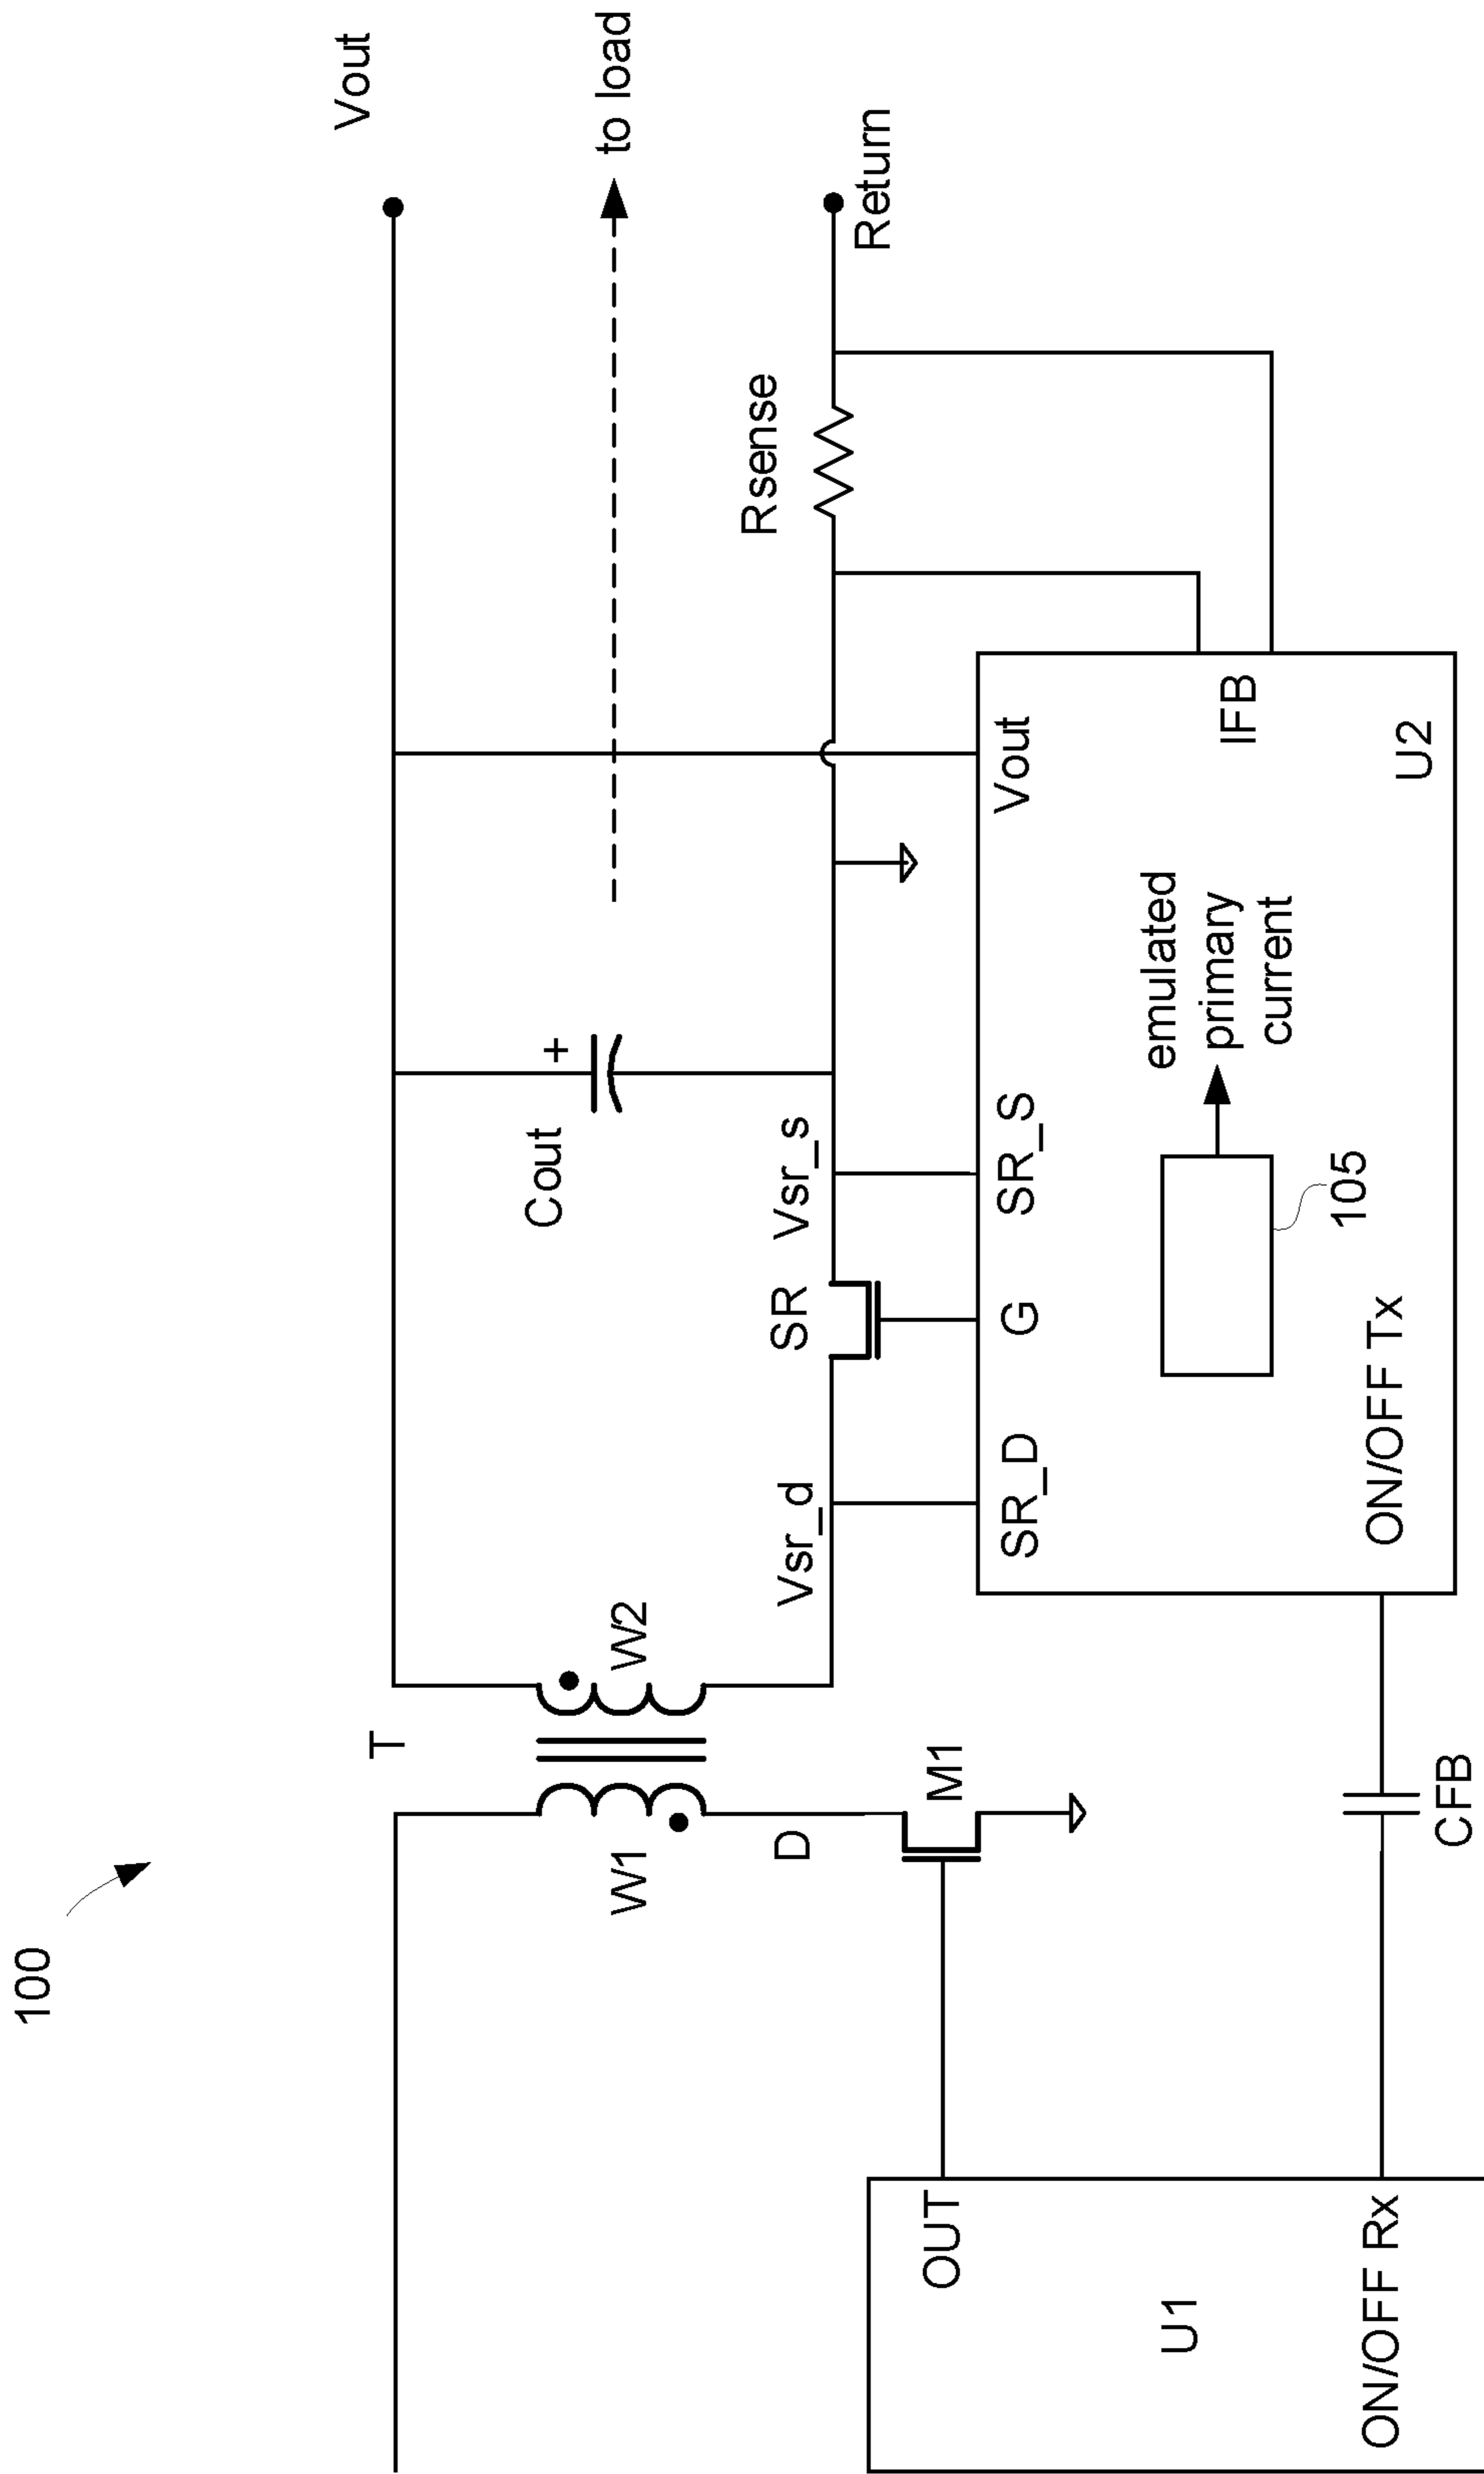 100
T
W1
W2
D
M1
OUT
U1
ON/OFF Rx
CFB
Vout
to load
Cout
+
Rsense
Return
Vsr_d
SR
Vsr_s
SR_D
G
SR_S
Vout
IFB
emulated
primary
current
105
ON/OFF Tx
U2